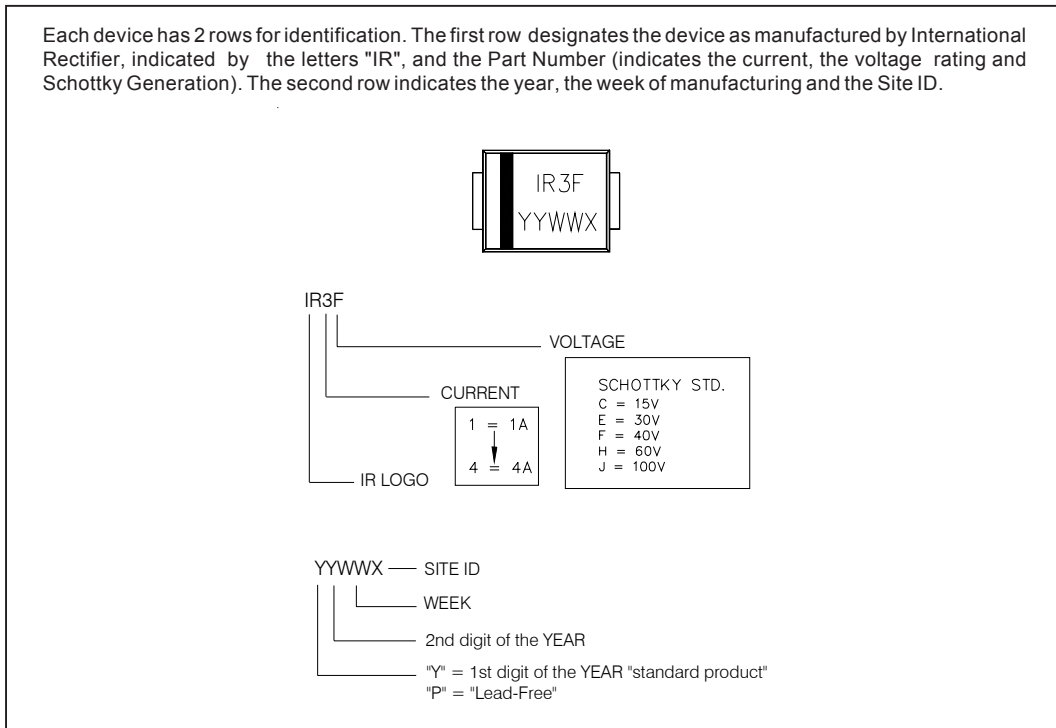 Each device has 2 rows for identification. The first row designates the device as manufactured by International
Rectifier, indicated by the letters "IR", and the Part Number (indicates the current, the voltage rating and
Schottky Generation). The second row indicates the year, the week of manufacturing and the Site ID.
IR3F
YYWWX
IR3F
VOLTAGE
SCHOTTKY STD.
C = 15V
E = 30V
F = 40V
H = 60V
J = 100V
CURRENT
1 = 1A
4 = 4A
IR LOGO
YYWWX
SITE ID
WEEK
2nd digit of the YEAR
"Y" = 1st digit of the YEAR "standard product"
"P" = "Lead-Free"